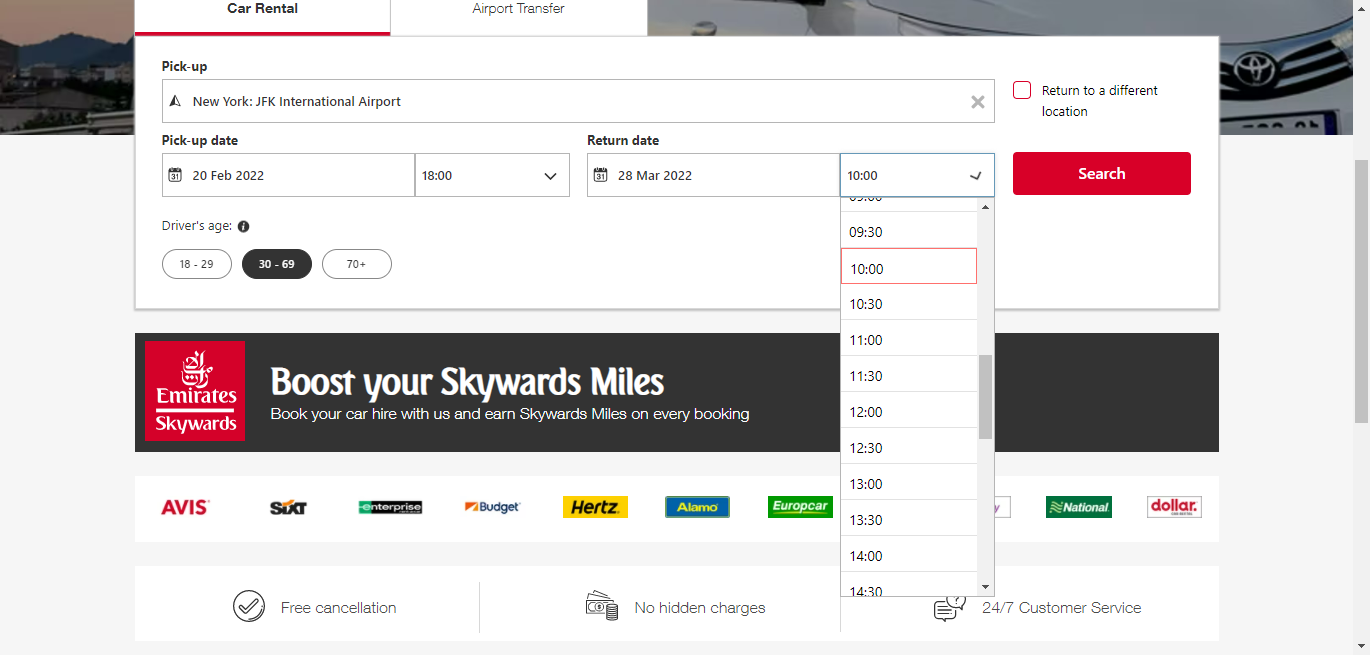 Car Rental
Airport Transfer
Pick-up
New York: JFK International Airport
Return to a different
location
Pick-up date
Return date
31 20 Feb 2022
18:00
31 28 Mar 2022
10:00
Search
Driver's age: i
18 - 29
30 - 69
70+
09:30
10:00
10:30
11:00
11:30
12:00
12:30
13:00
13:30
14:00
14:30
Emirates
Skywards
Boost your Skywards Miles
Book your car hire with us and earn Skywards Miles on every booking
AVIS
SIXT
enterprise
Budget
Hertz
Alamo
Europcar
National
dollar.
Free cancellation
No hidden charges
24/7 Customer Service